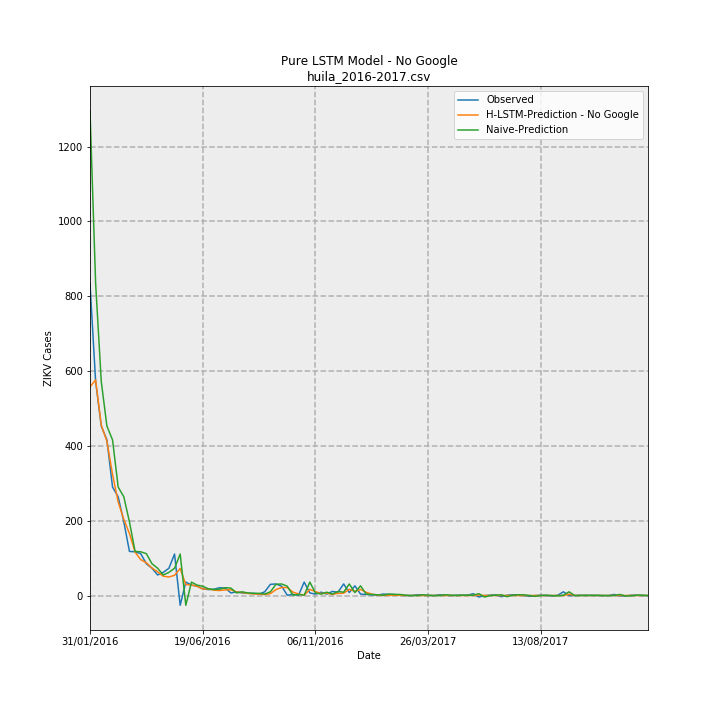 Pure LSTM Model - No Google
huila_2016-2017.csv
Observed
H-LSTM-Prediction - No Google
Naive-Prediction
ZIKV Cases
1200
1000
800
600
400
200
0
31/01/2016
19/06/2016
06/11/2016
26/03/2017
13/08/2017
Date